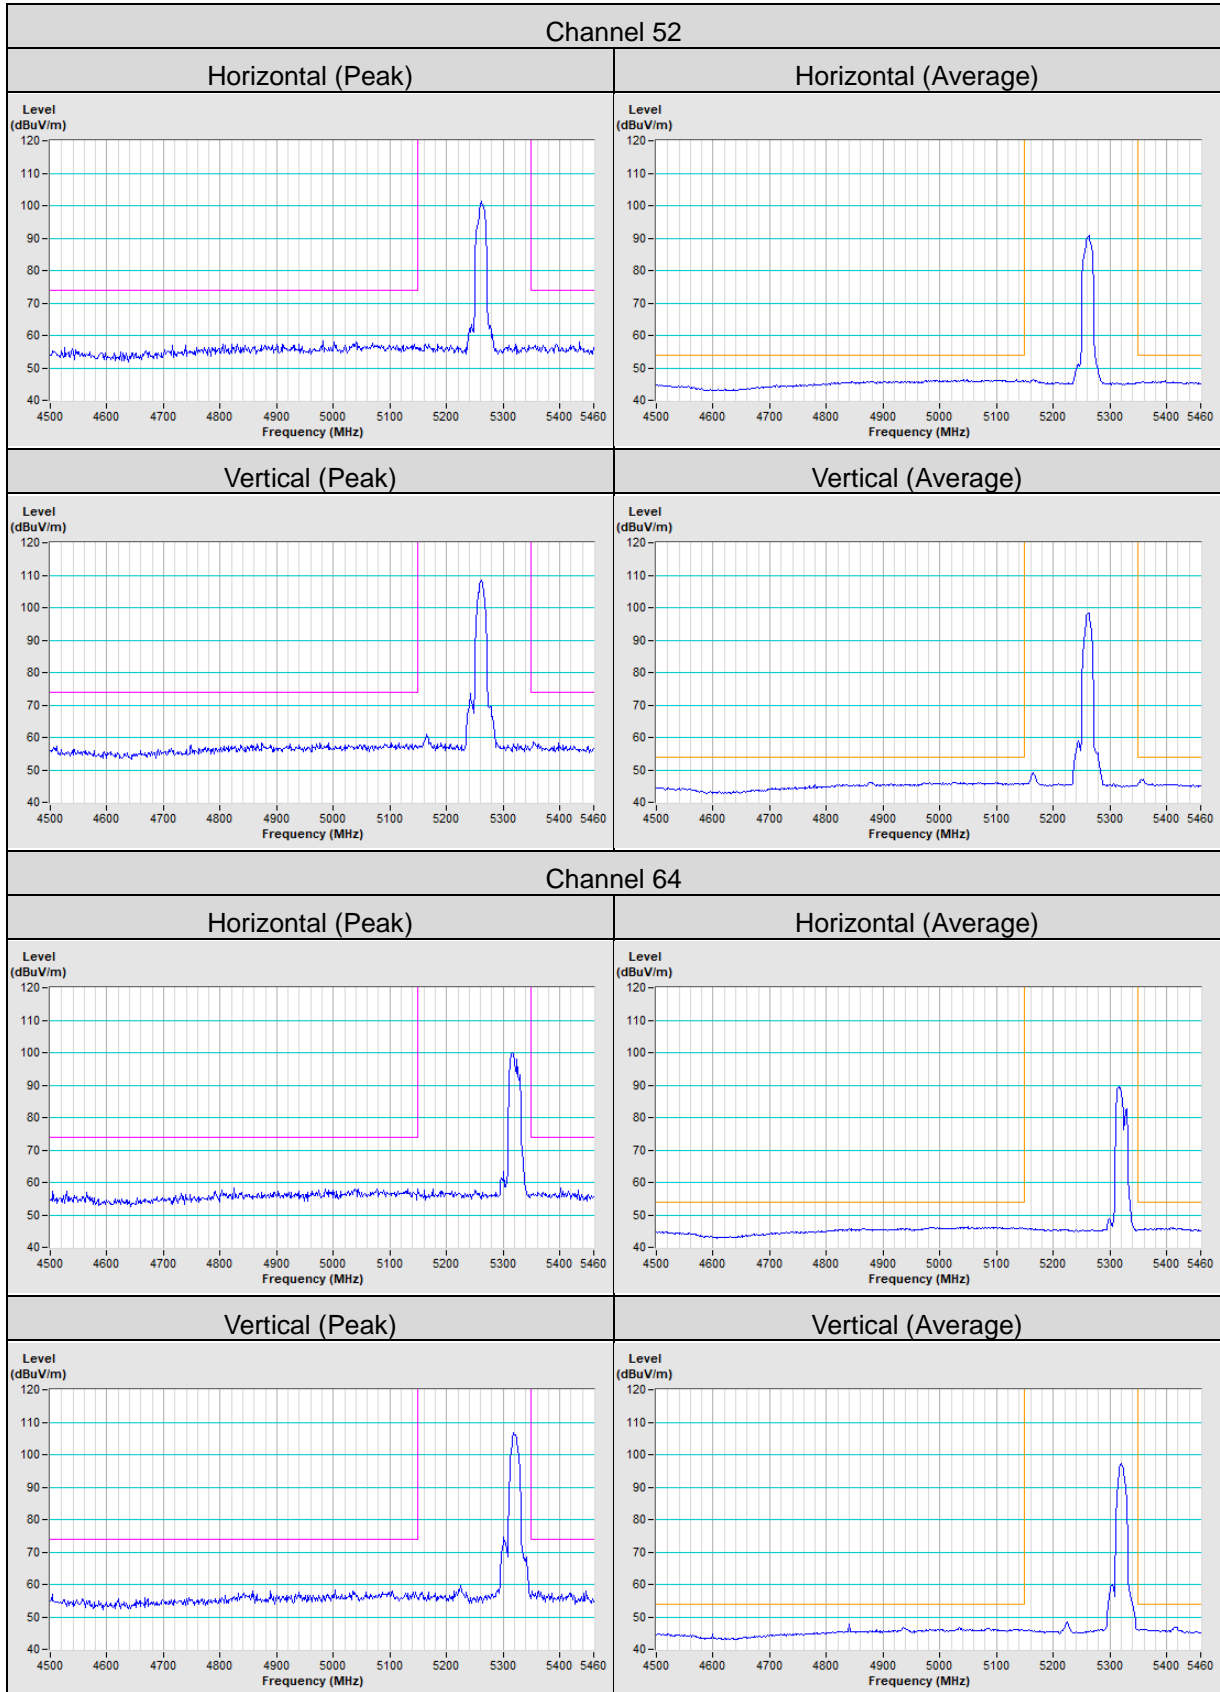 Channel 52
Horizontal (Peak) Horizontal (Average)
Level Level
(dBuV/m) (dBuV/m)
120 120
110 110
100 100
90 90
80 80
70 70
60 60
50 50
40 40
4500 4600 4700 4800 4900 5000 5100 5200 5300 5400 5460 4500 4600 4700 4800 4900 5000 5100 5200 5300 5400 5460
Frequency (MHz) Frequency (MHz)
Vertical (Peak) Vertical (Average)
Level Level
(dBuV/m) (dBuV/m)
120 120
110 110
100 100
90 90
80 80
70 70
60 60
50 50
40 40
4500 4600 4700 4800 4900 5000 5100 5200 5300 5400 5460 4500 4600 4700 4800 4900 5000 5100 5200 5300 5400 5460
Frequency (MHz) Frequency (MHz)
Channel 64
Horizontal (Peak) Horizontal (Average)
Level Level
(dBuV/m) (dBuV/m)
120 120
110 110
100 100
90 90
80 80
70 70
60 60
50 50
40 40
4500 4600 4700 4800 4900 5000 5100 5200 5300 5400 5460 4500 4600 4700 4800 4900 5000 5100 5200 5300 5400 5460
Frequency (MHz) Frequency (MHz)
Vertical (Peak) Vertical (Average)
Level Level
(dBuV/m) (dBuV/m)
120 120
110 110
100 100
90 90
80 80
70 70
60 60
50 50
40 40
4500 4600 4700 4800 4900 5000 5100 5200 5300 5400 5460 4500 4600 4700 4800 4900 5000 5100 5200 5300 5400 5460
Frequency (MHz) Frequency (MHz)